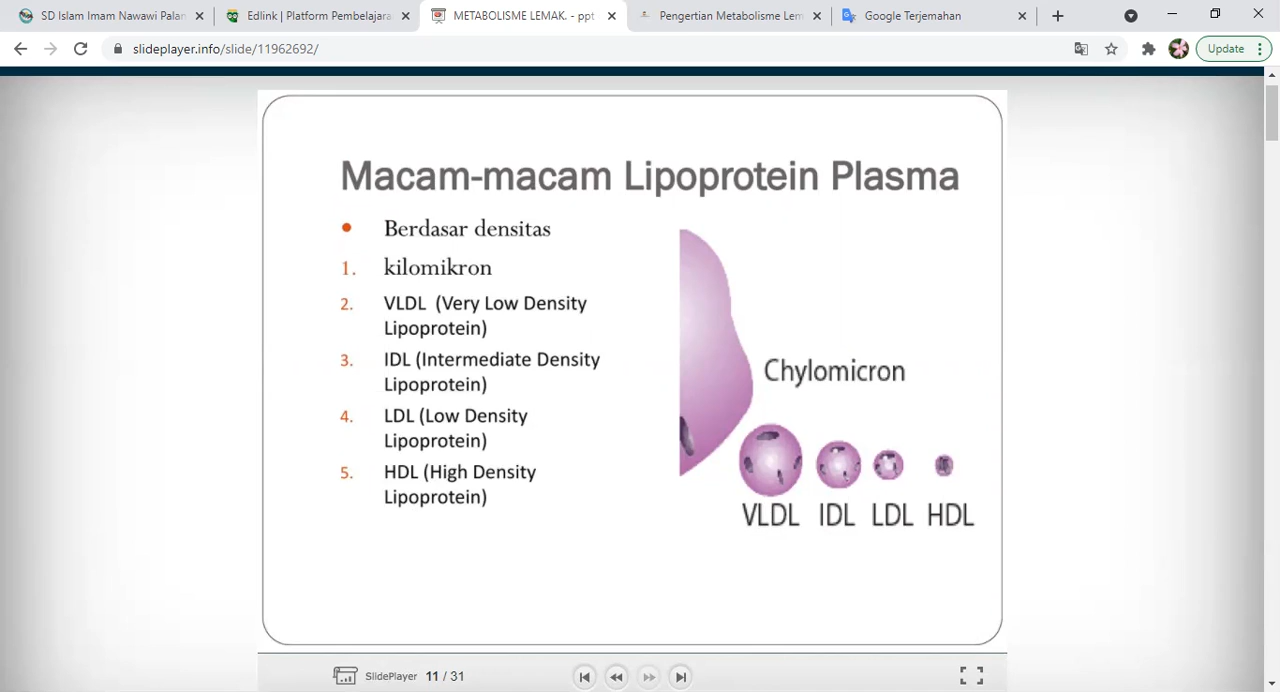 SD Islam Imam Nawawi Palan
Edlink | Platform Pembelajara
METABOLISME LEMAK. - ppt
Pengertian Metabolisme Lem
Google Terjemahan
slideplayer.info/slide/11962692/
Update
Macam-macam Lipoprotein Plasma
• Berdasar densitas
1. kilomikron
2. VLDL (Very Low Density
Lipoprotein)
3. IDL (Intermediate Density
Lipoprotein)
4. LDL (Low Density
Lipoprotein)
5. HDL (High Density
Lipoprotein)
Chylomicron
VLDL IDL LDL HDL
SlidePlayer 11 / 31